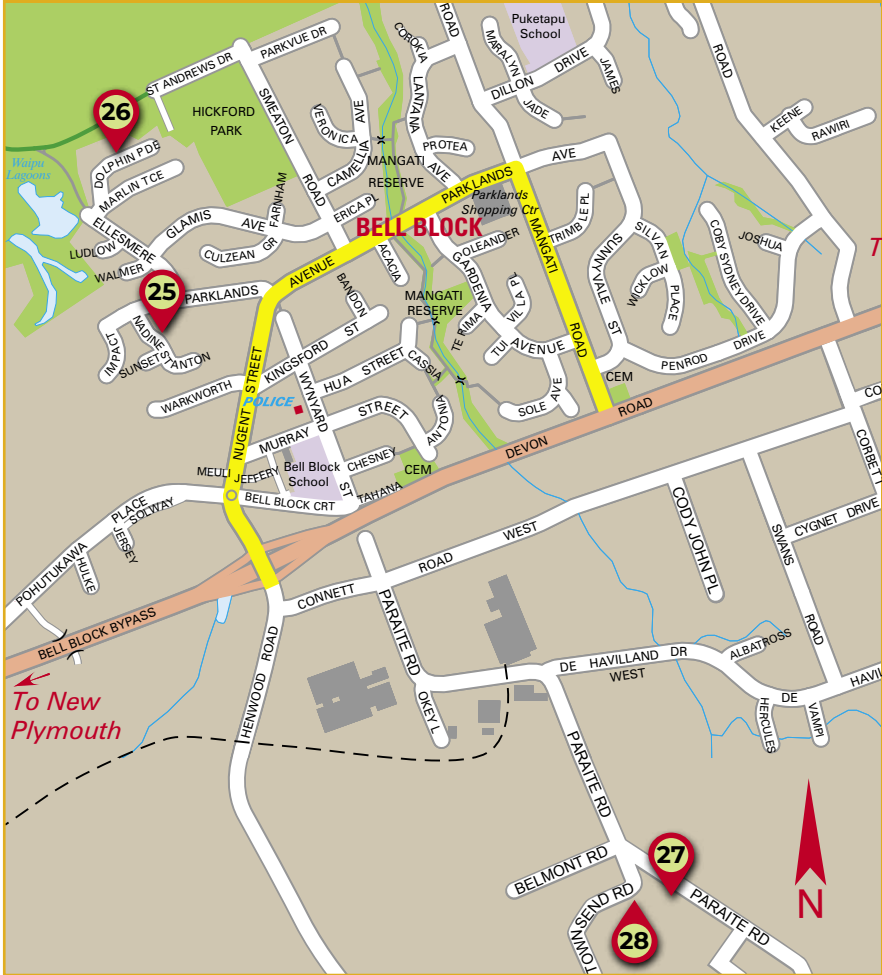 Puketapu
School
ROAD
COROKIA
MARALYN
PARKVUE DR
ROAD
ST ANDREWS DR
DILLON DRIVE
JAMES
LANTANA AVE
JADE
26
HICKFORD
PARK
SMEATON ROAD
VERONICA
CAMELLIA AVE
PROTEA
KEENE
RAWIRI
Waipu
Lagoons
DOLPHIN PDE
MARLIN TCE
MANGATI
RESERVE
PARKLANDS AVE
Parklands
Shopping Ctr
FARNHAM
ERICA PL
BELL BLOCK
ELLESMERE
GLAMIS AVE
LUDLOW
WALMER
CULZEAN GR
ACACIA
OLEANDER
TRIMBLE PL
MANGATI ROAD
SUNNYVALE ST
SILVAN PLACE
WICKLOW
COBY SYDNEY DRIVE
JOSHUA
T
AVENUE
25
PARKLANDS
BANDON
MANGATI
RESERVE
GARDENIA AVENUE
VILLA PL
TE RIMA
TUI
IMPACT
NADINE
STANTON
SUNSET
NUGENT STREET
KINGSFORD ST
WARKWORTH
POLICE
WYNYARD ST
HUA STREET
CASSIA
PENROD DRIVE
CEM
SOLE AVE
ANTONIA
MURRAY STREET
DEVON ROAD
MEULI
JEFFERY
Bell Block
School
CHESNEY
CEM
TAHANA
BELL BLOCK CRT
CO
CORBETT
POHUTUKAWA PLACE
SOLWAY
JERSEY
HULKE
CODY JOHN PL
CYGNET DRIVE
SWANS ROAD
CONNETT ROAD WEST
BELL BLOCK BYPASS
To New
Plymouth
HENWOOD ROAD
PARAITE RD
OKEY L
DE HAVILLAND DR
WEST
ALBATROSS
DE HAVIL
HERCULES
VAMPI
PARAITE RD
BELMONT RD
27
TOWNSEND RD
PARAITE RD
28
N